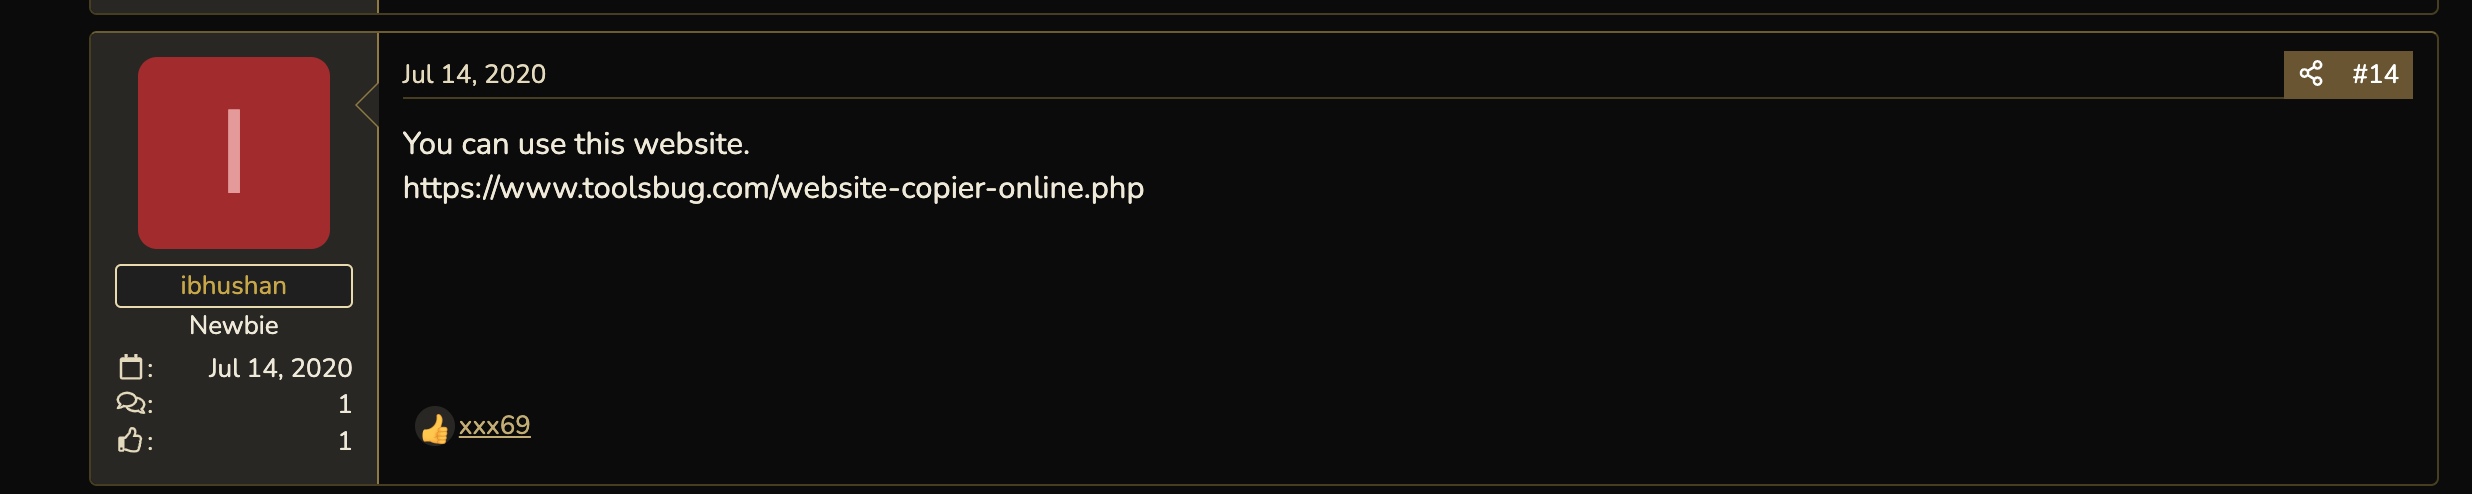 Jul 14, 2020
#14
You can use this website.
https://www.toolsbug.com/website-copier-online.php
I
ibhushan
Newbie
: Jul 14, 2020
: 1
: 1
xxx69